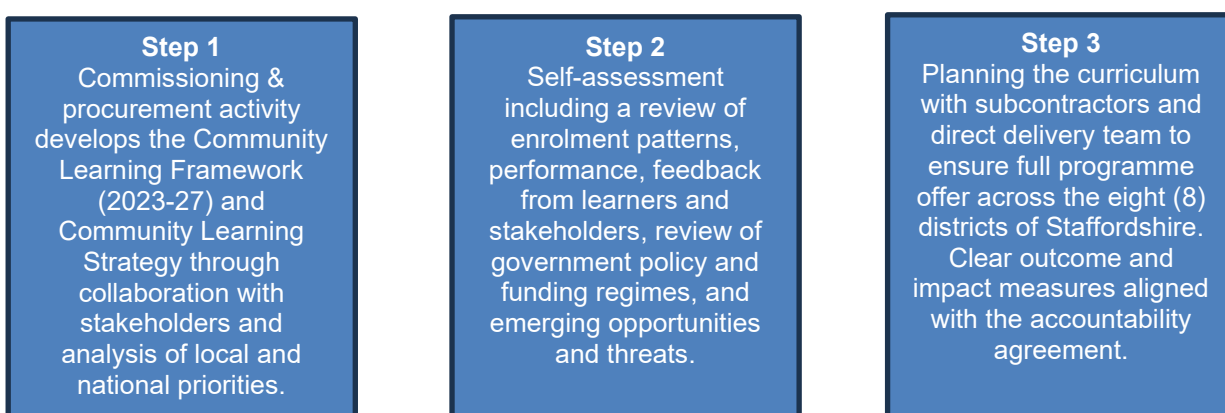 Step 1
Commissioning &
procurement activity
develops the Community
Learning Framework
(2023-27) and
Community Learning
Strategy through
collaboration with
stakeholders and
analysis of local and
national priorities.
Step 2
Self-assessment
including a review of
enrolment patterns,
performance, feedback
from learners and
stakeholders, review of
government policy and
funding regimes, and
emerging opportunities
and threats.
Step 3
Planning the curriculum
with subcontractors and
direct delivery team to
ensure full programme
offer across the eight (8)
districts of Staffordshire.
Clear outcome and
impact measures aligned
with the accountability
agreement.